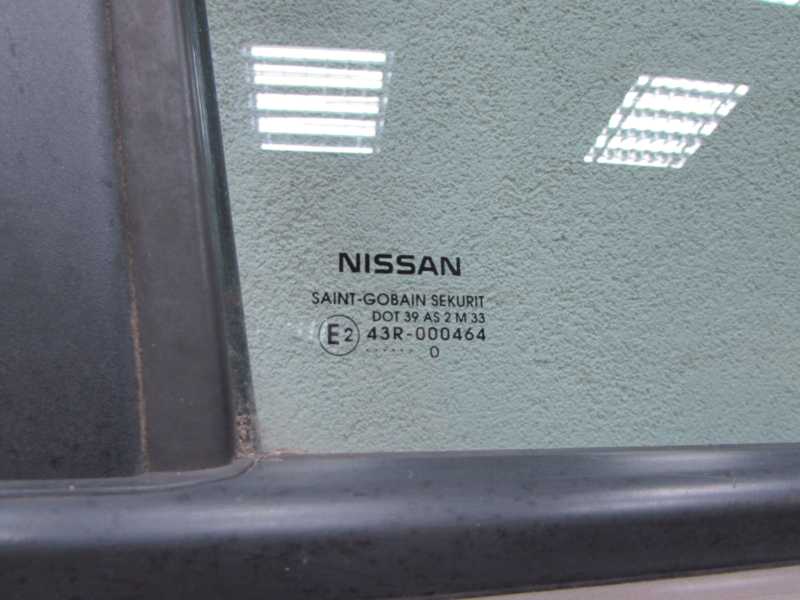 NISSAN
SAINT-GOBAIN SEKURIT
DOT 39 AS 2 M 33
E2 43R-000464
...... 0